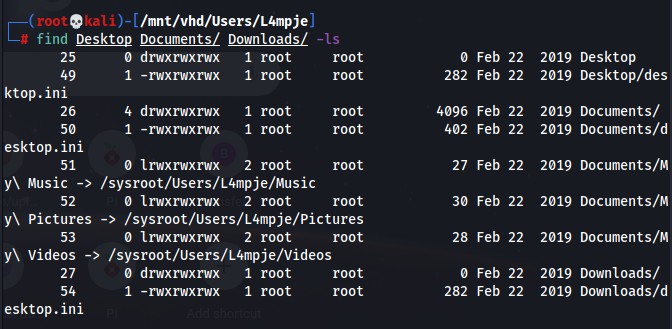 ┌──(root💀kali)-[/mnt/vhd/Users/L4mpje]
└─# find Desktop Documents/ Downloads/ -ls
25 0 drwxrwxrwx 1 root root 0 Feb 22 2019 Desktop
49 1 -rwxrwxrwx 1 root root 282 Feb 22 2019 Desktop/des
ktop.ini
26 4 drwxrwxrwx 1 root root 4096 Feb 22 2019 Documents/
50 1 -rwxrwxrwx 1 root root 402 Feb 22 2019 Documents/d
esktop.ini
51 0 lrwxrwxrwx 2 root root 27 Feb 22 2019 Documents/M
y\ Music -> /sysroot/Users/L4mpje/Music
52 0 lrwxrwxrwx 2 root root 30 Feb 22 2019 Documents/M
y\ Pictures -> /sysroot/Users/L4mpje/Pictures
53 0 lrwxrwxrwx 2 root root 28 Feb 22 2019 Documents/M
y\ Videos -> /sysroot/Users/L4mpje/Videos
27 0 drwxrwxrwx 1 root root 0 Feb 22 2019 Downloads/
54 1 -rwxrwxrwx 1 root root 282 Feb 22 2019 Downloads/d
esktop.ini
Add shortcut